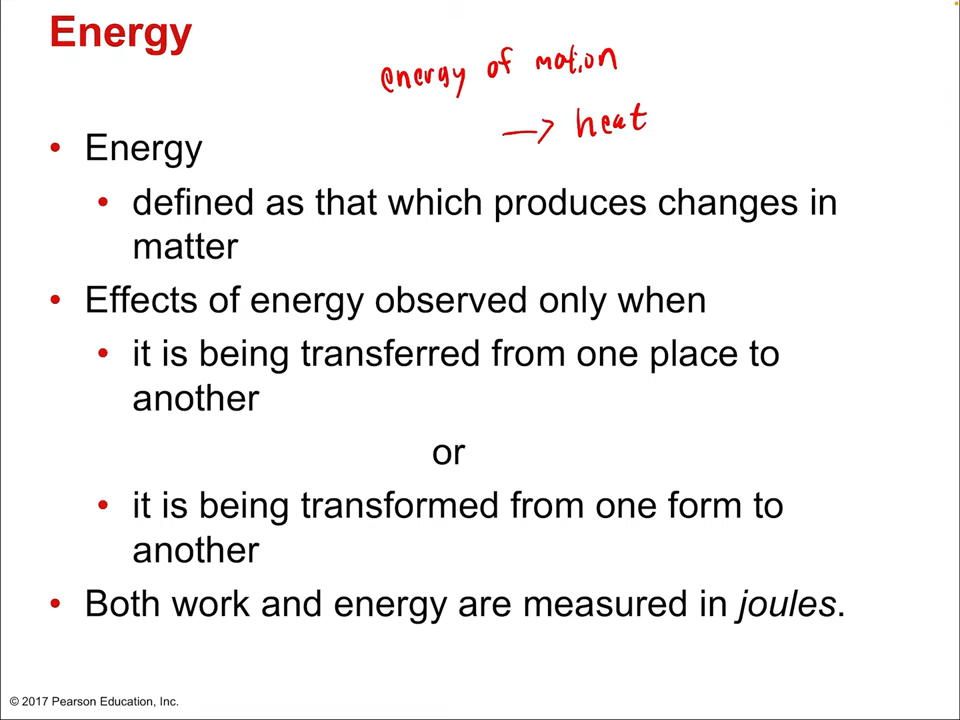 Energy
energy of motion
→ heat
• Energy
• defined as that which produces changes in
matter
• Effects of energy observed only when
• it is being transferred from one place to
another
or
• it is being transformed from one form to
another
• Both work and energy are measured in joules.
© 2017 Pearson Education, Inc.